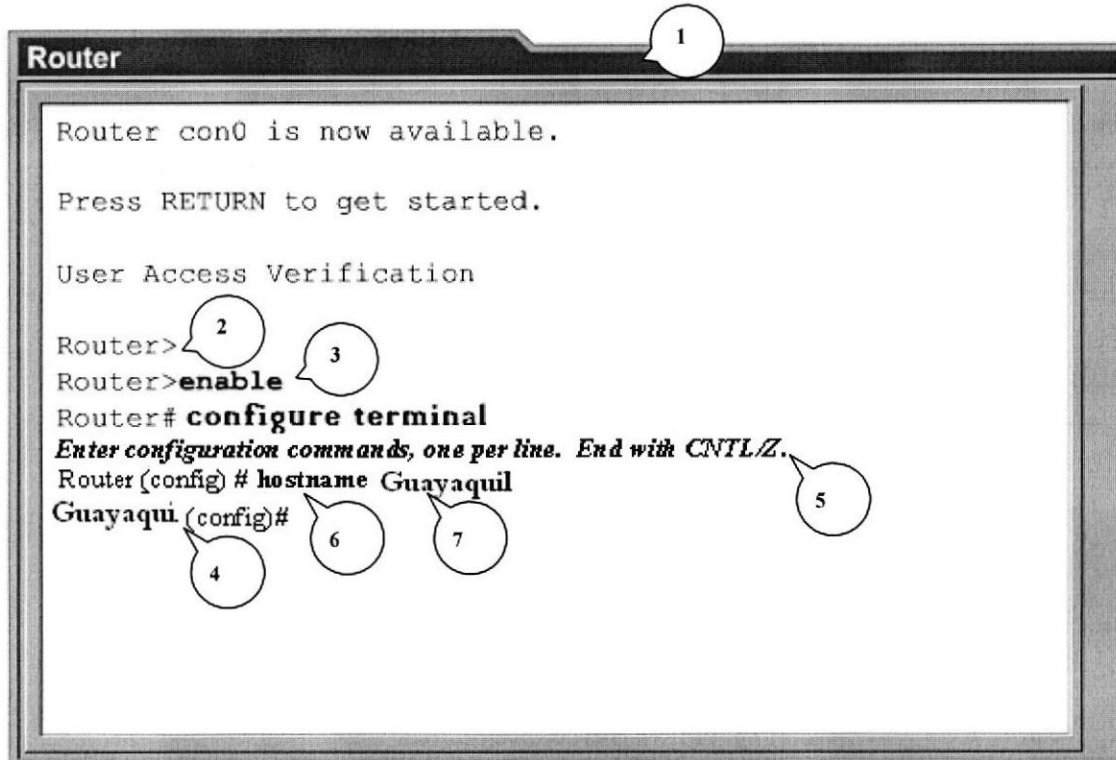 1
Router
Router con0 is now available.
Press RETURN to get started.
User Access Verification
Router>
2
Router>enable
3
Router# configure terminal
Enter configuration commands, one per line. End with CNTL/Z.
5
Router (config) # hostname Guayaquil
6
7
Guayaqui (config)#
4